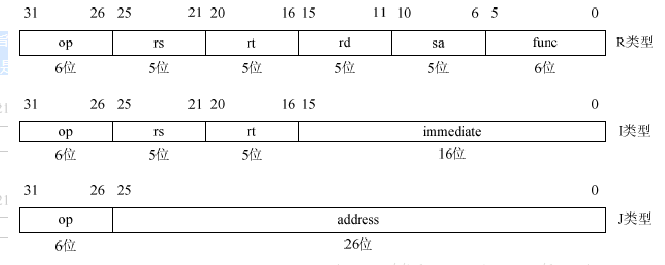 31 26 25 21 20 16 15 11 10 6 5 0
op rs rt rd sa func R类型
6位 5位 5位 5位 5位 6位
31 26 25 21 20 16 15 0
op rs rt immediate I类型
6位 5位 5位 16位
31 26 25 0
op address J类型
6位 26位